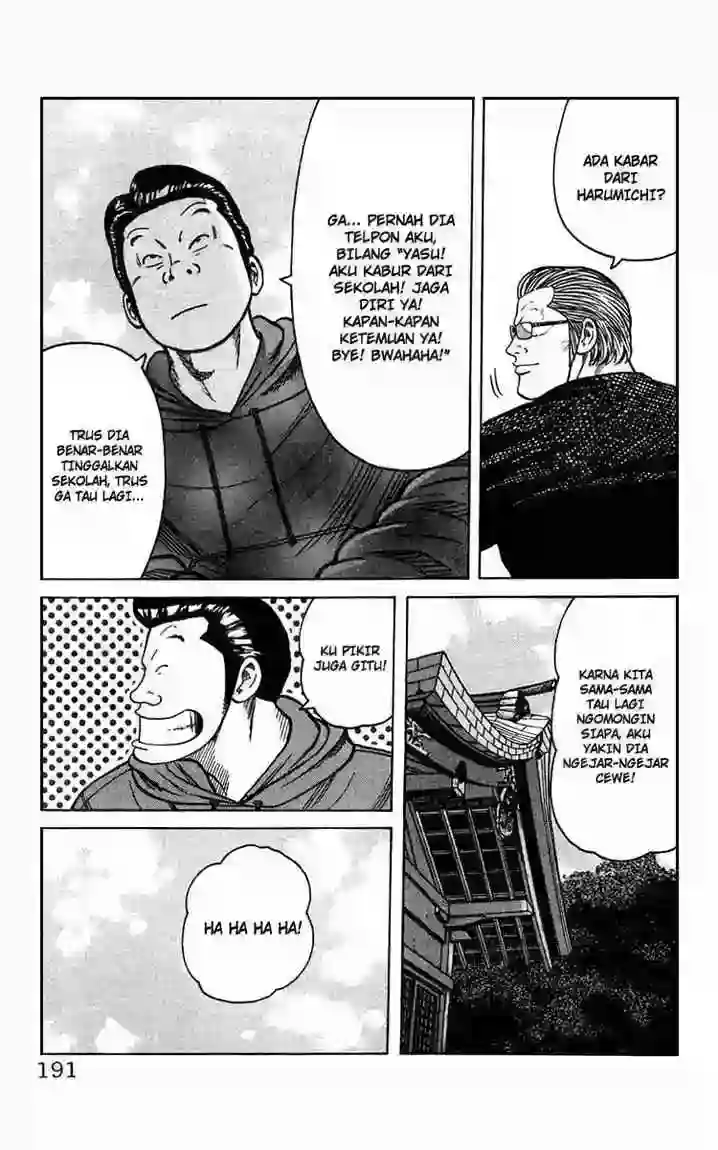 ADA KABAR
DARI
HARUMICHI?
GA... PERNAH DIA
TELPON AKU,
BILANG "YASU!
AKU KABUR DARI
SEKOLAH! JAGA
DIRI YA!
KAPAN-KAPAN
KETEMUAN YA!
BYE! BWAHAHA!"
TRUS DIA
BENAR-BENAR
TINGGALKAN
SEKOLAH, TRUS
GA TAU LAGI...
KARNA KITA
SAMA-SAMA
TAU LAGI
NGOMONGIN
SIAPA, AKU
YAKIN DIA
NGEJAR-NGEJAR
CEWE!
KU PIKIR
JUGA GITU!
HA HA HA HA!
191